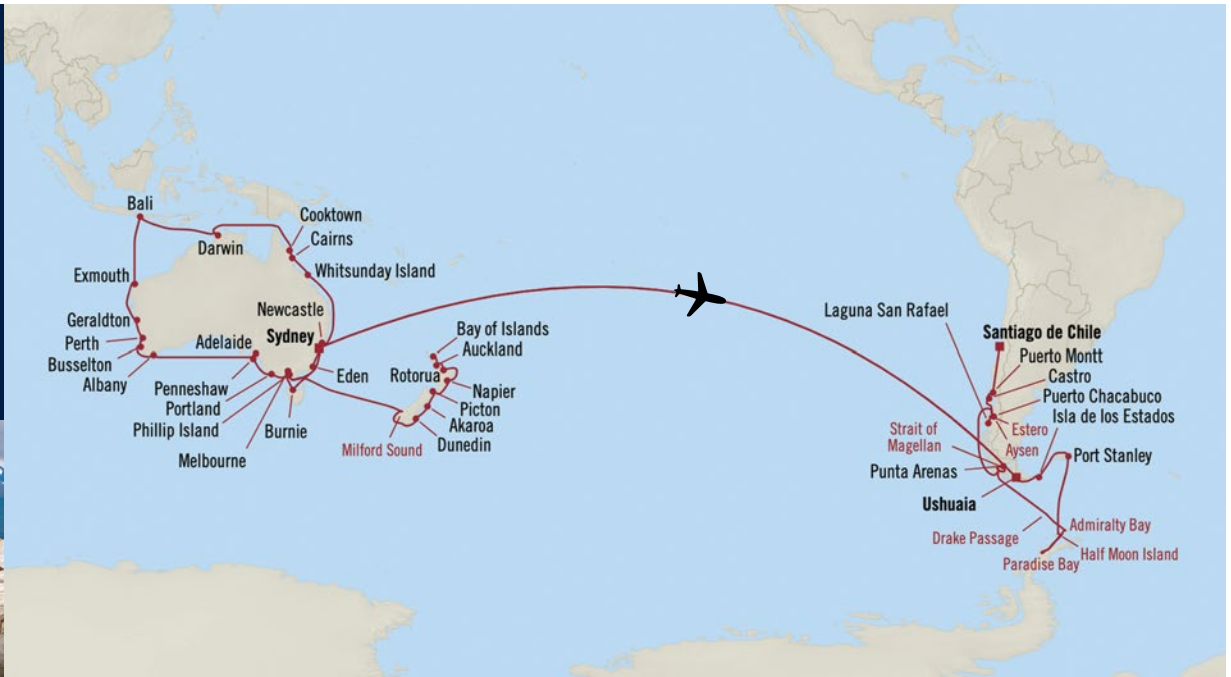 Bali
Darwin
Cooktown
Cairns
Whitsunday Island
Exmouth
Geraldton
Perth
Busselton
Albany
Newcastle
Sydney
Adelaide
Penneshaw
Portland
Phillip Island
Melbourne
Burnie
Eden
Milford Sound
Bay of Islands
Auckland
Rotorua
Napier
Picton
Akaroa
Dunedin
Laguna San Rafael
Santiago de Chile
Puerto Montt
Castro
Puerto Chacabuco
Isla de los Estados
Estero
Aysen
Strait of
Magellan
Punta Arenas
Port Stanley
Ushuaia
Drake Passage
Admiralty Bay
Half Moon Island
Paradise Bay